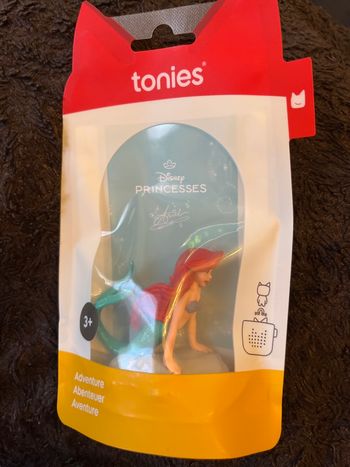 tonies®
Disney
PRINCESSES
Ariel
3+
Adventure
Abenteuer
Aventure